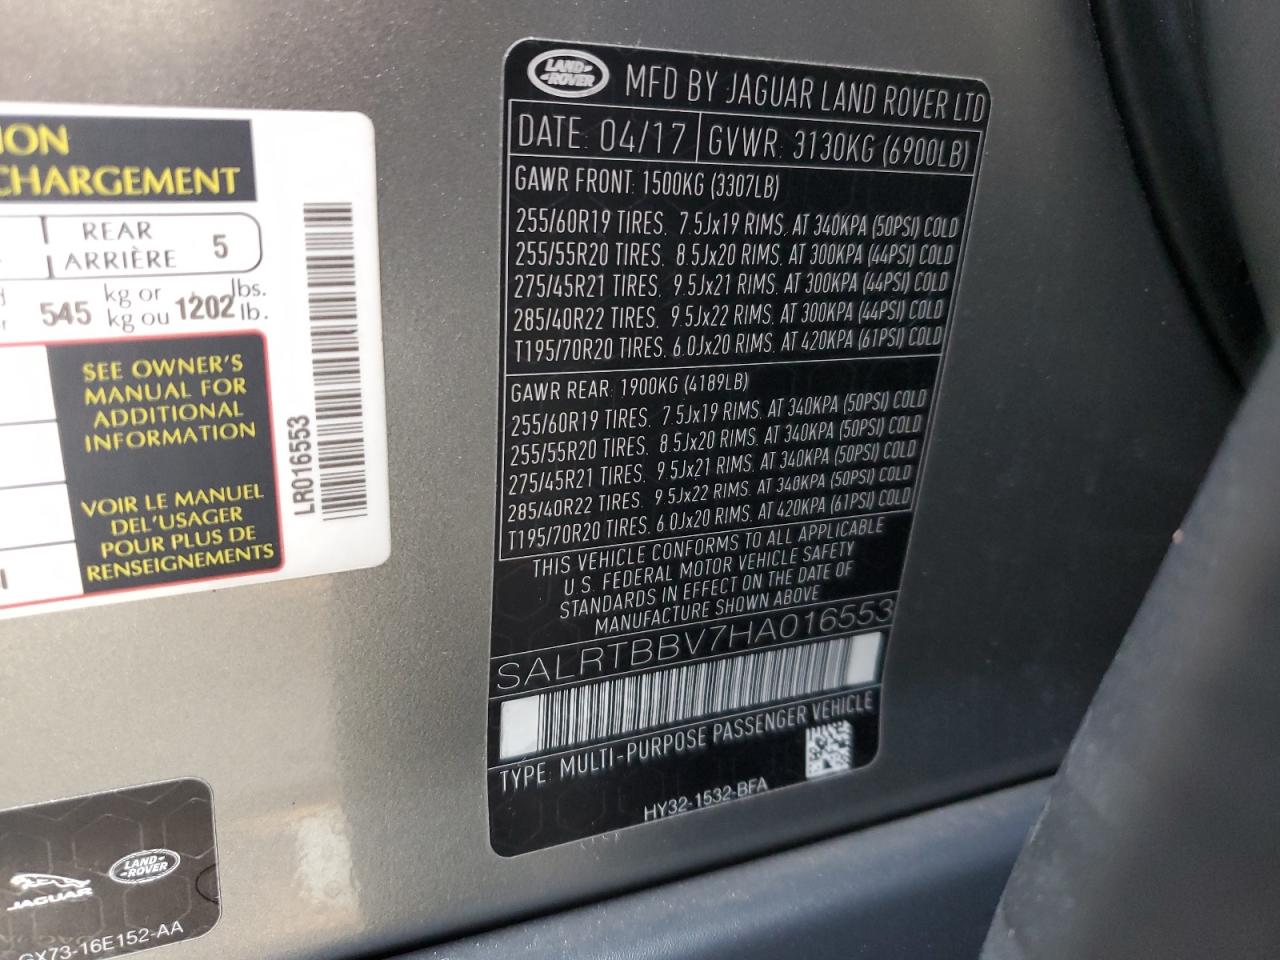 ION
CHARGEMENT
REAR
ARRIÈRE 5
545 kg or 1202 lbs.
kg ou lb.
SEE OWNER'S
MANUAL FOR
ADDITIONAL
INFORMATION
VOIR LE MANUEL
DEL'USAGER
POUR PLUS DE
RENSEIGNEMENTS
LR016553
JAGUAR
LAND-
-ROVER
GX73-16E152-AA
LAND-
-ROVER
MFD BY JAGUAR LAND ROVER LTD
DATE: 04/17 GVWR: 3130KG (6900LB)
GAWR FRONT: 1500KG (3307LB)
255/60R19 TIRES, 7.5Jx19 RIMS, AT 340KPA (50PSI) COLD
255/55R20 TIRES, 8.5Jx20 RIMS, AT 300KPA (44PSI) COLD
275/45R21 TIRES, 9.5Jx21 RIMS, AT 300KPA (44PSI) COLD
285/40R22 TIRES, 9.5Jx22 RIMS, AT 300KPA (44PSI) COLD
T195/70R20 TIRES, 6.0Jx20 RIMS, AT 420KPA (61PSI) COLD
GAWR REAR: 1900KG (4189LB)
255/60R19 TIRES, 7.5Jx19 RIMS, AT 340KPA (50PSI) COLD
255/55R20 TIRES, 8.5Jx20 RIMS, AT 340KPA (50PSI) COLD
275/45R21 TIRES, 9.5Jx21 RIMS, AT 340KPA (50PSI) COLD
285/40R22 TIRES, 9.5Jx22 RIMS, AT 340KPA (50PSI) COLD
T195/70R20 TIRES, 6.0Jx20 RIMS, AT 420KPA (61PSI) COLD
THIS VEHICLE CONFORMS TO ALL APPLICABLE
U.S. FEDERAL MOTOR VEHICLE SAFETY
STANDARDS IN EFFECT ON THE DATE OF
MANUFACTURE SHOWN ABOVE
SALRTBBV7HA016553
TYPE: MULTI-PURPOSE PASSENGER VEHICLE
HY32-1532-BFA